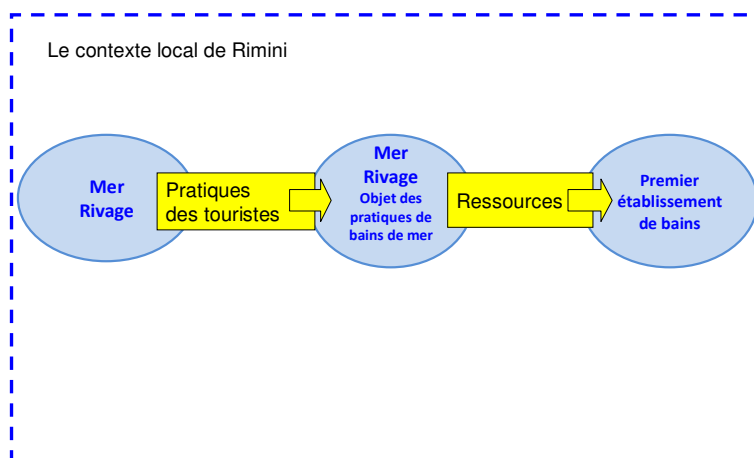 Le contexte local de Rimini
Mer
Rivage
Pratiques
des touristes
Mer
Rivage
Objet des
pratiques de
bains de mer
Ressources
Premier
établissement
de bains